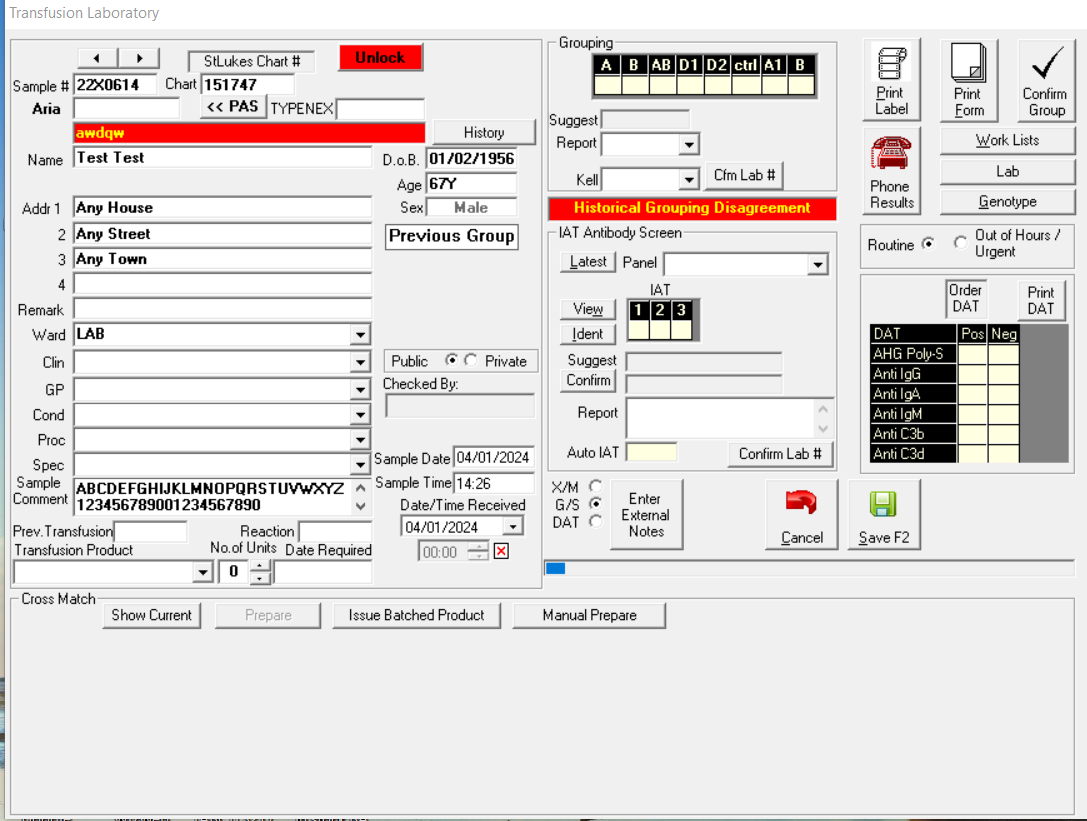 Transfusion Laboratory
StLukes Chart #
Unlock
Sample # 22X0614 Chart 151747
Aria << PAS TYPENEX
awdqw History
Name Test Test D.o.B. 01/02/1956
Age 67Y
Sex Male
Addr 1 Any House
2 Any Street
3 Any Town
4
Previous Group
Remark
Ward LAB
Clin
Public Private
GP
Checked By:
Cond
Proc
Spec
Sample Comment ABCDEFGHIJKLMNOPQRSTUVWXYZ
123456789001234567890
Sample Date 04/01/2024
Sample Time 14:26
Date/Time Received
04/01/2024
00:00
Prev.Transfusion Reaction
Transfusion Product No.of Units Date Required
0
Grouping
A B AB D1 D2 ctrl A1 B
Suggest
Report
Kell Cfm Lab #
Historical Grouping Disagreement
IAT Antibody Screen
Latest Panel
IAT
View 1 2 3
Ident
Suggest
Confirm
Report
Auto IAT Confirm Lab #
X/M
G/S
DAT
Enter
External
Notes
Cancel
Save F2
Print
Label
Print
Form
Confirm
Group
Phone
Results
Work Lists
Lab
Genotype
Routine Out of Hours /
Urgent
Order
DAT
Print
DAT
DAT Pos Neg
AHG Poly-S
Anti IgG
Anti IgA
Anti IgM
Anti C3b
Anti C3d
Cross Match
Show Current Prepare Issue Batched Product Manual Prepare